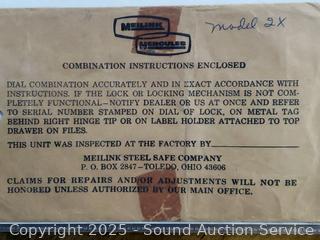 Model 2X
MEILINK
HERCULES
COMBINATION INSTRUCTIONS ENCLOSED
DIAL COMBINATION ACCURATELY AND IN EXACT ACCORDANCE WITH
INSTRUCTIONS. IF THE LOCK OR LOCKING MECHANISM IS NOT COM-
PLETELY FUNCTIONAL—NOTIFY DEALER OR US AT ONCE AND REFER
TO SERIAL NUMBER STAMPED ON DIAL OF LOCK, ON METAL TAG
BEHIND RIGHT HINGE TIP OR ON LABEL HOLDER ATTACHED TO TOP
DRAWER ON FILES.
THIS UNIT WAS INSPECTED AT THE FACTORY BY
MEILINK STEEL SAFE COMPANY
P. O. BOX 2847—TOLEDO, OHIO 43606
CLAIMS FOR REPAIRS AND/OR ADJUSTMENTS WILL NOT BE
HONORED UNLESS AUTHORIZED BY OUR MAIN OFFICE.
Copyright 2025 - Sound Auction Service